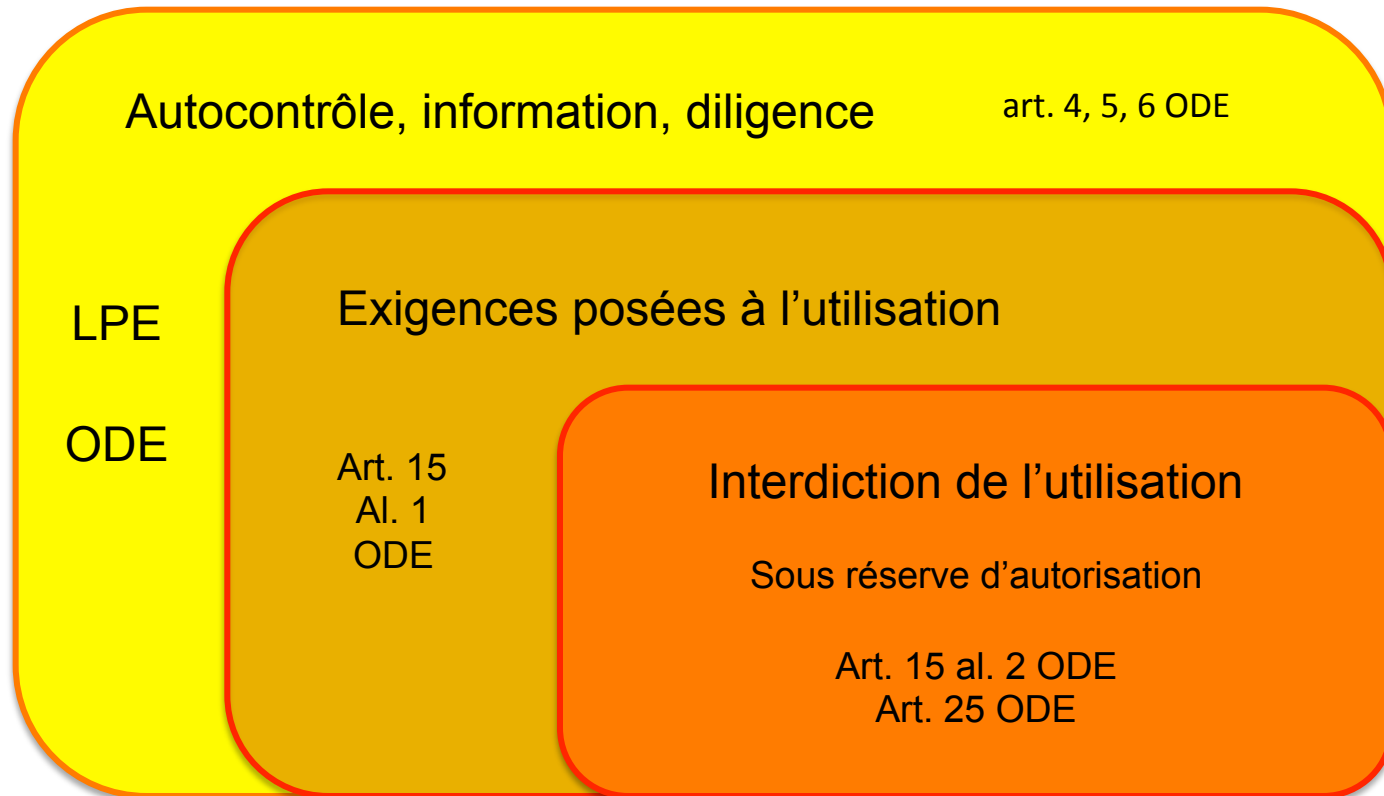 Autocontrôle, information, diligence
art. 4, 5, 6 ODE
LPE
ODE
Exigences posées à l’utilisation
Art. 15
Al. 1
ODE
Interdiction de l’utilisation
Sous réserve d’autorisation
Art. 15 al. 2 ODE
Art. 25 ODE